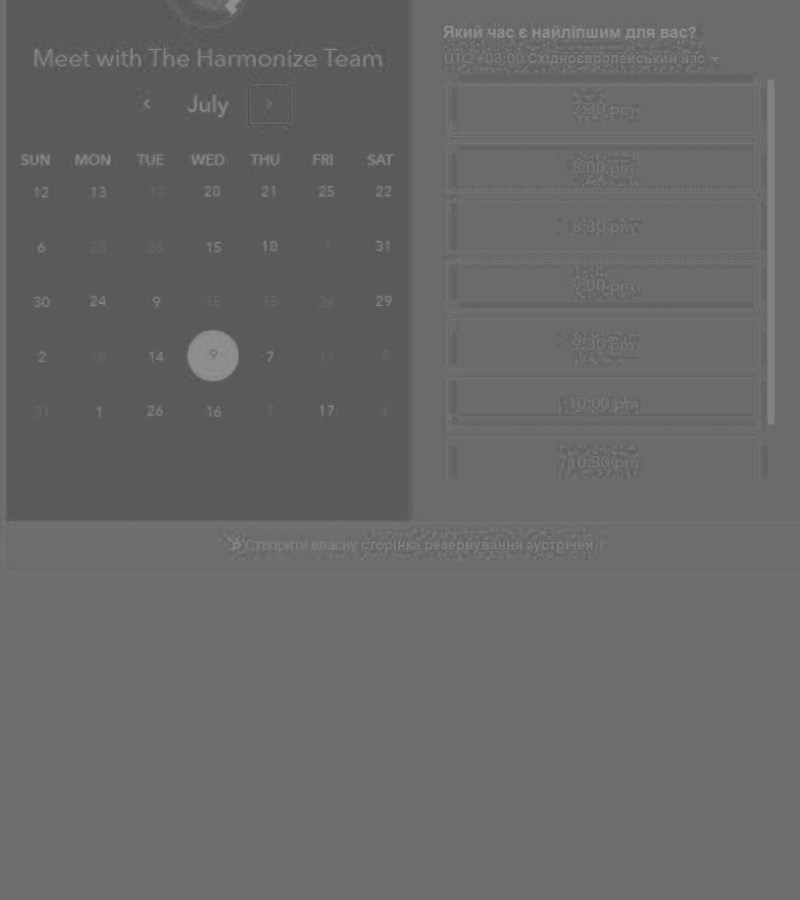 Meet with The Harmonize Team
July
SUN MON TUE WED THU FRI SAT
12 13 17 20 21 25 22
6 25 26 15 10 31
30 24 9 15 15 26 29
2 18 14 9 7 11 9
31 1 26 16 7 17 4
Який час є найліпшим для вас?
UTC +03:00 Східноєвропейський час
7:30 pm
8:00 pm
8:30 pm
9:00 pm
9:30 pm
10:00 pm
10:30 pm
Створити власну сторінка резервування зустрічей